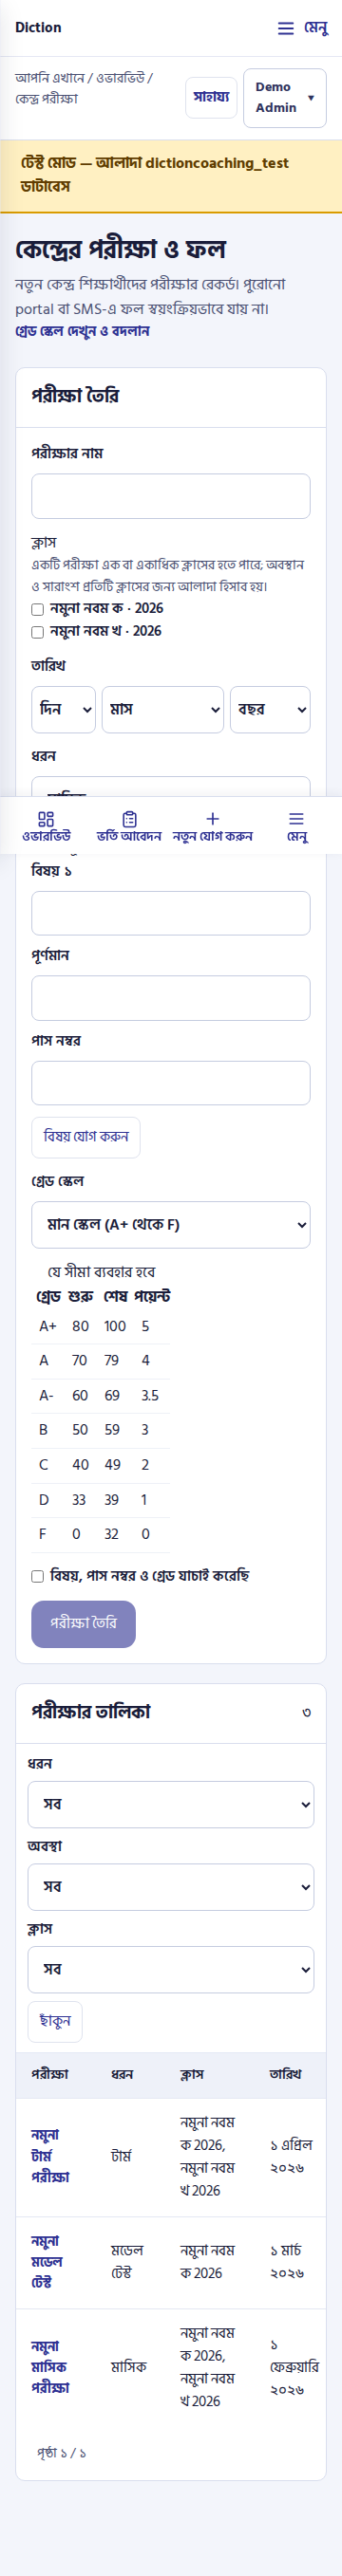 Diction
মেনু
আপনি এখানে / ওভারভিউ /
কেন্দ্র পরীক্ষা
সাহায্য
Demo
Admin
টেস্ট মোড — আলাদা dictioncoaching_test
ডাটাবেস
কেন্দ্রের পরীক্ষা ও ফল
নতুন কেন্দ্র শিক্ষার্থীদের পরীক্ষার রেকর্ড। পুরোনো
portal বা SMS-এ ফল স্বয়ংক্রিয়ভাবে যায় না।
গ্রেড স্কেল দেখুন ও বদলান
পরীক্ষা তৈরি
পরীক্ষার নাম
ক্লাস
একটি পরীক্ষা এক বা একাধিক ক্লাসের হতে পারে; অবস্থান
ও সারাংশ প্রতিটি ক্লাসের জন্য আলাদা হিসাব হয়।
নমুনা নবম ক · 2026
নমুনা নবম খ · 2026
তারিখ
দিন
মাস
বছর
ধরন
ওভারভিউ
ভর্তি আবেদন
নতুন যোগ করুন
মেনু
বিষয় ১
পূর্ণমান
পাস নম্বর
বিষয় যোগ করুন
গ্রেড স্কেল
মান স্কেল (A+ থেকে F)
যে সীমা ব্যবহার হবে
গ্রেড শুরু শেষ পয়েন্ট
A+ 80 100 5
A 70 79 4
A- 60 69 3.5
B 50 59 3
C 40 49 2
D 33 39 1
F 0 32 0
বিষয়, পাস নম্বর ও গ্রেড যাচাই করেছি
পরীক্ষা তৈরি
পরীক্ষার তালিকা
৩
ধরন
সব
অবস্থা
সব
ক্লাস
সব
ছাঁকুন
পরীক্ষা ধরন ক্লাস তারিখ
নমুনা
টার্ম
পরীক্ষা
টার্ম
নমুনা নবম
ক 2026,
নমুনা নবম
খ 2026
১ এপ্রিল
২০২৬
নমুনা
মডেল
টেস্ট
মডেল
টেস্ট
নমুনা নবম
ক 2026
১ মার্চ
২০২৬
নমুনা
মাসিক
পরীক্ষা
মাসিক
নমুনা নবম
ক 2026,
নমুনা নবম
খ 2026
১
ফেব্রুয়ারি
২০২৬
পৃষ্ঠা ১ / ১